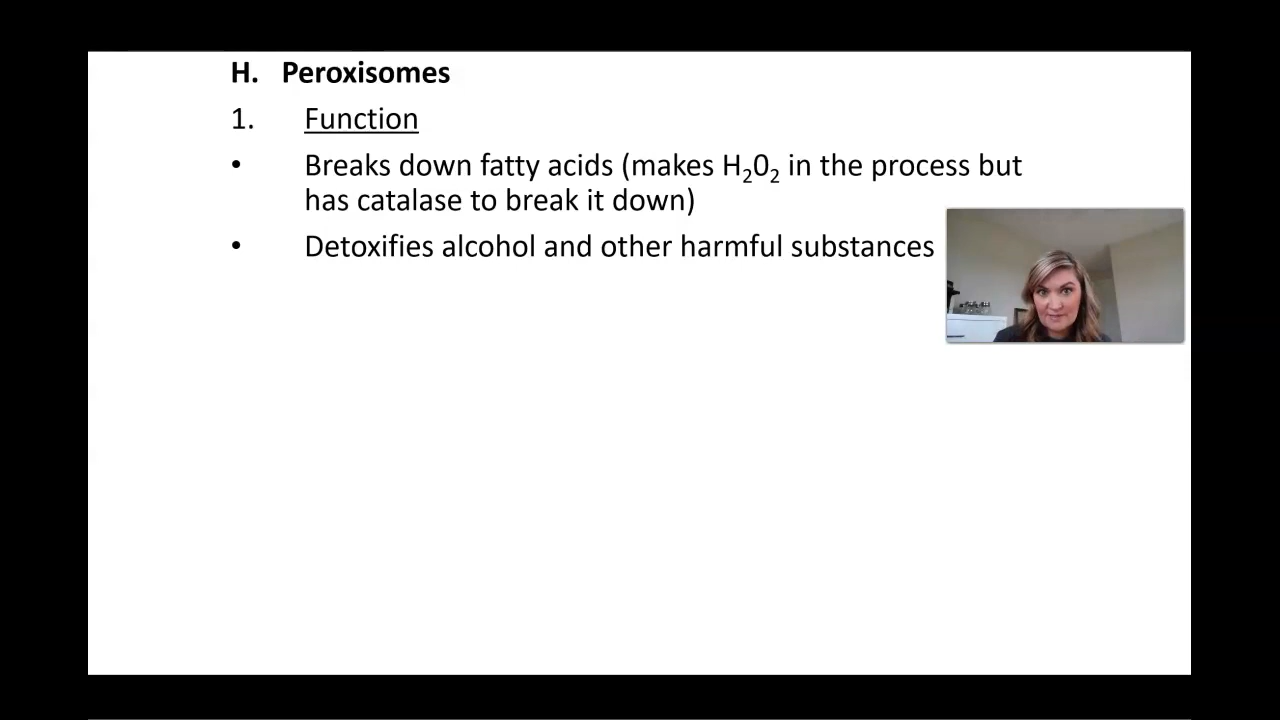 H. Peroxisomes
1. Function
• Breaks down fatty acids (makes H₂0₂ in the process but
has catalase to break it down)
• Detoxifies alcohol and other harmful substances